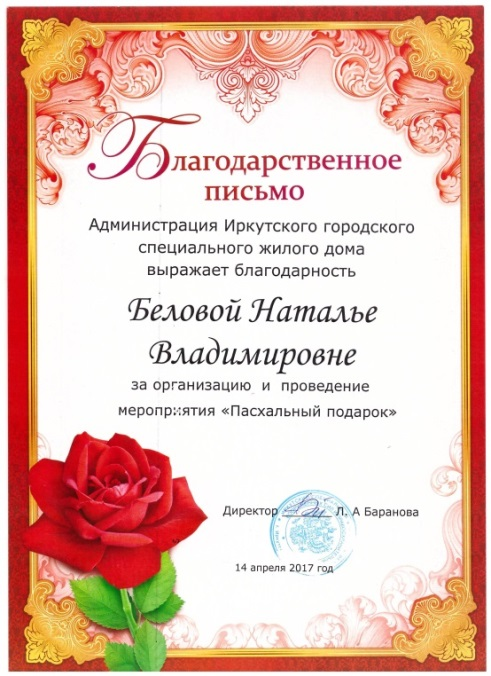 Благодарственное
письмо
Администрация Иркутского городского
специального жилого дома
выражает благодарность
Беловой Наталье
Владимировне
за организацию и проведение
мероприятия «Пасхальный подарок»
Директор Л. А Баранова
14 апреля 2017 год